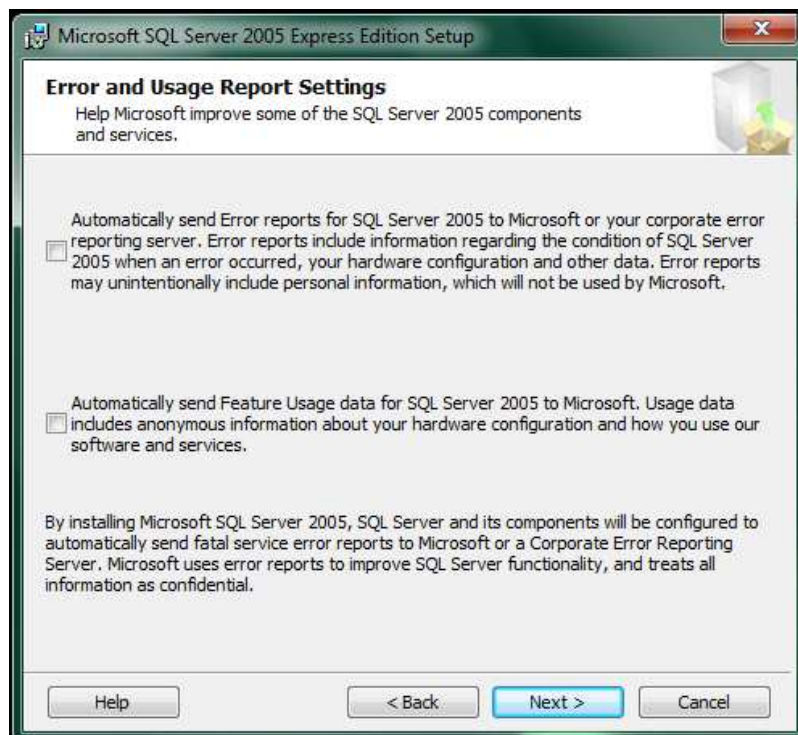 Microsoft SQL Server 2005 Express Edition Setup
Error and Usage Report Settings
Help Microsoft improve some of the SQL Server 2005 components
and services.
Automatically send Error reports for SQL Server 2005 to Microsoft or your corporate error
reporting server. Error reports include information regarding the condition of SQL Server
2005 when an error occurred, your hardware configuration and other data. Error reports
may unintentionally include personal information, which will not be used by Microsoft.
Automatically send Feature Usage data for SQL Server 2005 to Microsoft. Usage data
includes anonymous information about your hardware configuration and how you use our
software and services.
By installing Microsoft SQL Server 2005, SQL Server and its components will be configured to
automatically send fatal service error reports to Microsoft or a Corporate Error Reporting
Server. Microsoft uses error reports to improve SQL Server functionality, and treats all
information as confidential.
Help < Back Next > Cancel